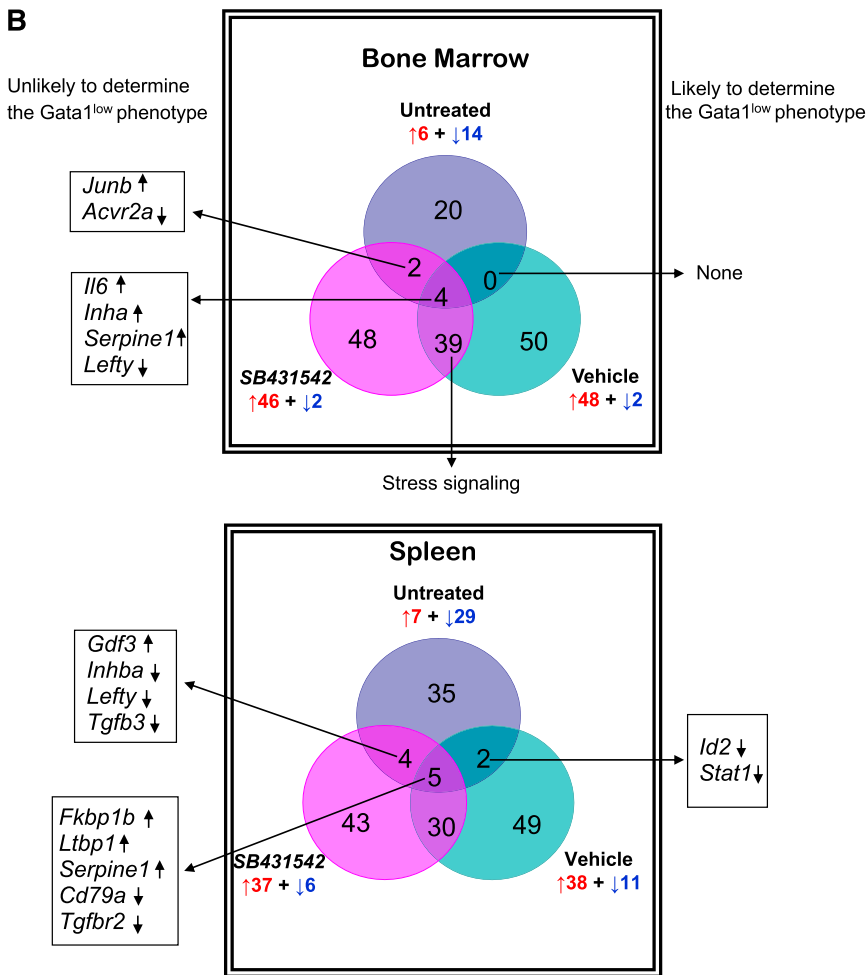 B
Bone Marrow
Unlikely to determine
the Gata1low phenotype
Likely to determine
the Gata1low phenotype
Untreated
↑6 + ↓14
Junb ↑
Acvr2a ↓
20
2
0
None
4
Il6 ↑
Inha ↑
Serpine1 ↑
Lefty ↓
48
39
50
SB431542
↑46 + ↓2
Vehicle
↑48 + ↓2
Stress signaling
Spleen
Untreated
↑7 + ↓29
Gdf3 ↑
Inhba ↓
Lefty ↓
Tgfb3 ↓
35
4
2
5
Id2 ↓
Stat1 ↓
43
30
49
Fkbp1b ↑
Ltbp1 ↑
Serpine1 ↑
Cd79a ↓
Tgfbr2 ↓
SB431542
↑37 + ↓6
Vehicle
↑38 + ↓11